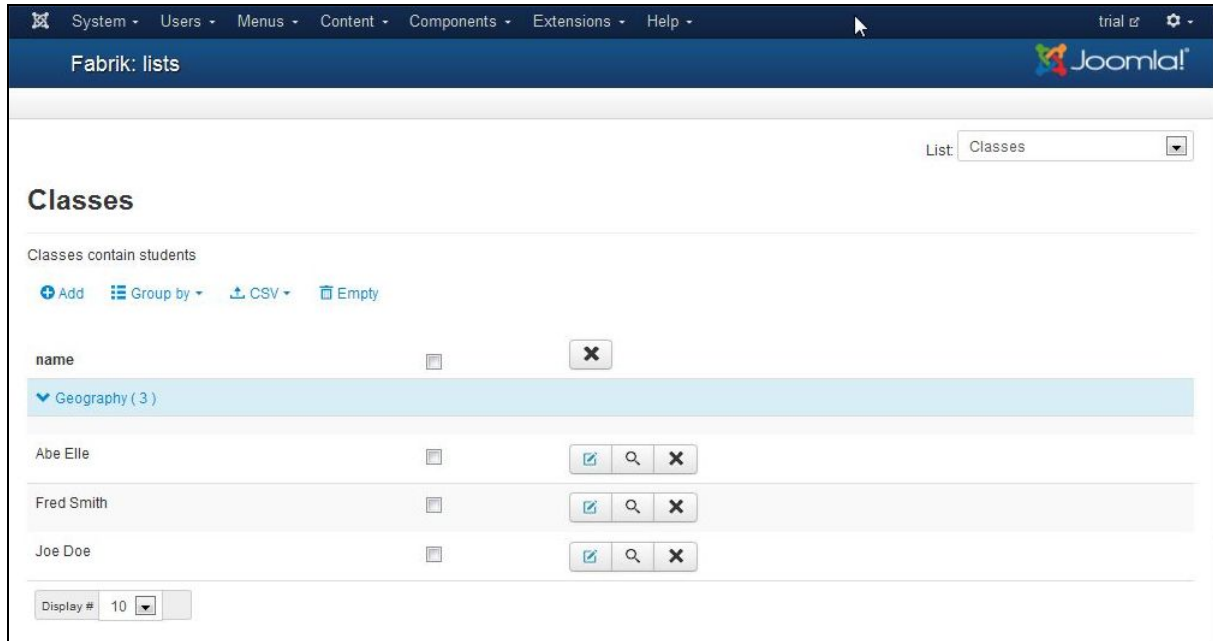 System Users Menus Content Components Extensions Help trial
Fabrik: lists Joomla!
List: Classes
Classes
Classes contain students
Add Group by CSV Empty
name
Geography ( 3 )
Abe Elle
Fred Smith
Joe Doe
Display # 10